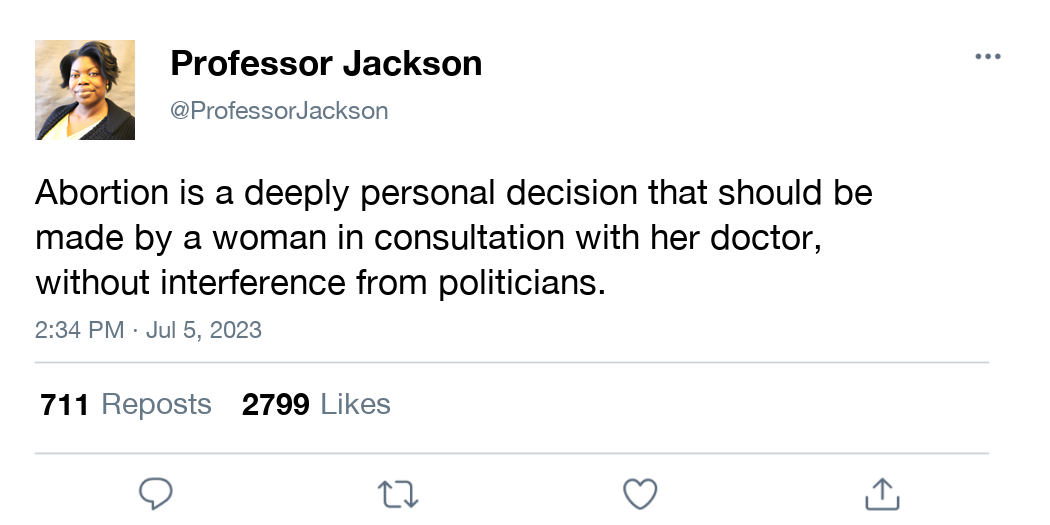 Professor Jackson
@ProfessorJackson
Abortion is a deeply personal decision that should be
made by a woman in consultation with her doctor,
without interference from politicians.
2:34 PM · Jul 5, 2023
711 Reposts 2799 Likes